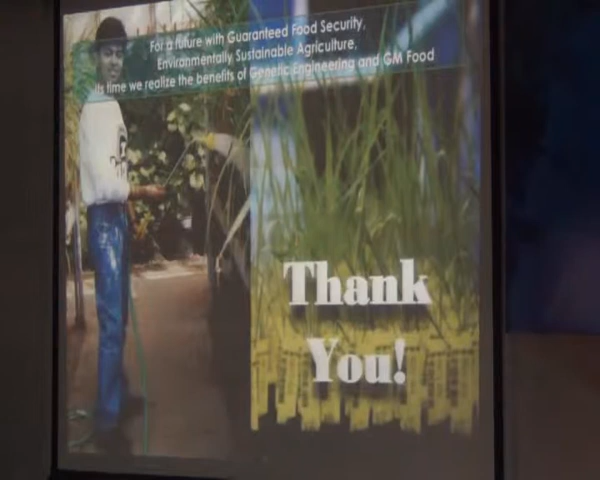 For a future with Guaranteed Food Security,
Environmentally Sustainable Agriculture,
Its time we realize the benefits of Genetic Engineering and GM Food
Thank
You!